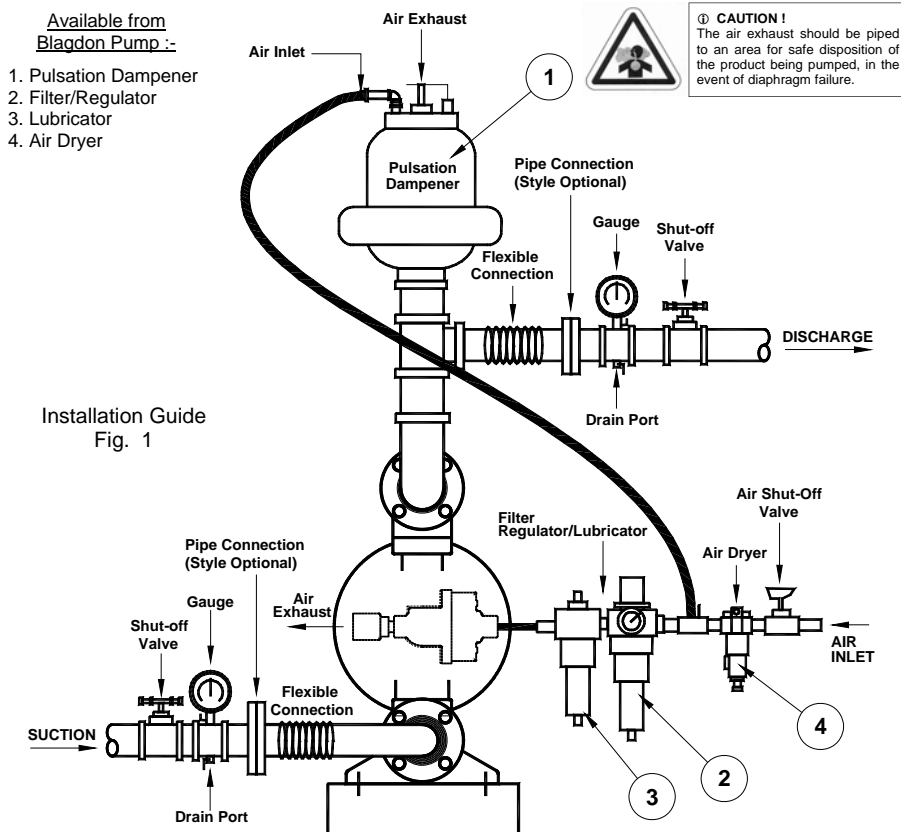 Available from
Blagdon Pump :-
1. Pulsation Dampener
2. Filter/Regulator
3. Lubricator
4. Air Dryer
Air Exhaust
Air Inlet
1
ⓘ CAUTION !
The air exhaust should be piped
to an area for safe disposition of
the product being pumped, in the
event of diaphragm failure.
Pulsation
Dampener
Pipe Connection
(Style Optional)
Gauge
Shut-off
Valve
Flexible
Connection
DISCHARGE
Drain Port
Installation Guide
Fig. 1
Air Shut-Off
Valve
Filter
Regulator/Lubricator
Air Dryer
Pipe Connection
(Style Optional)
Air
Exhaust
Gauge
Shut-off
Valve
AIR
INLET
Flexible
Connection
SUCTION
4
2
3
Drain Port